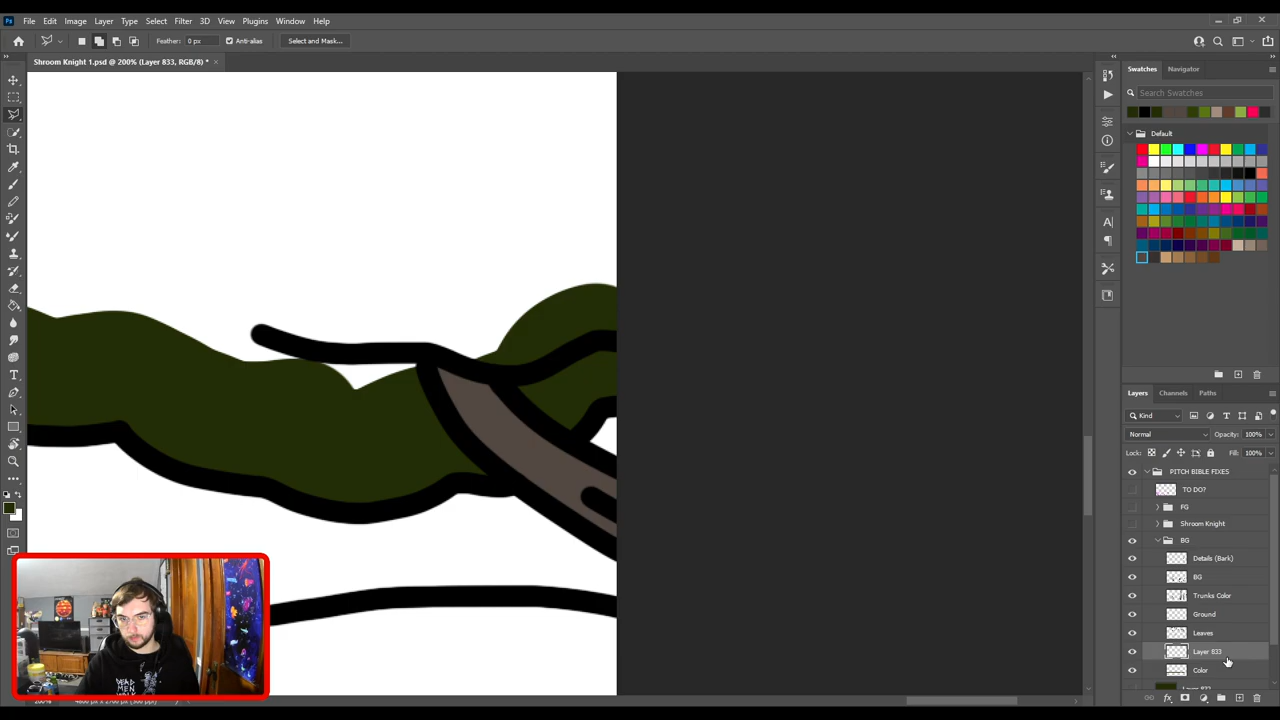 File Edit Image Layer Type Select Filter 3D View Plugins Window Help
Feather: 0 px Anti-alias Select and Mask...
Shroom Knight 1.psd @ 200% (Layer 833, RGB/8) *
Swatches Navigator
Search Swatches
Default
Layers Channels Paths
Kind
Normal Opacity: 100%
Lock: Fill: 100%
PITCH BIBLE FIXES
TO DO?
FG
Shroom Knight
BG
Details (Bark)
BG
Trunks Color
Ground
Leaves
Layer 833
Color
DEAD
MEN
WALK